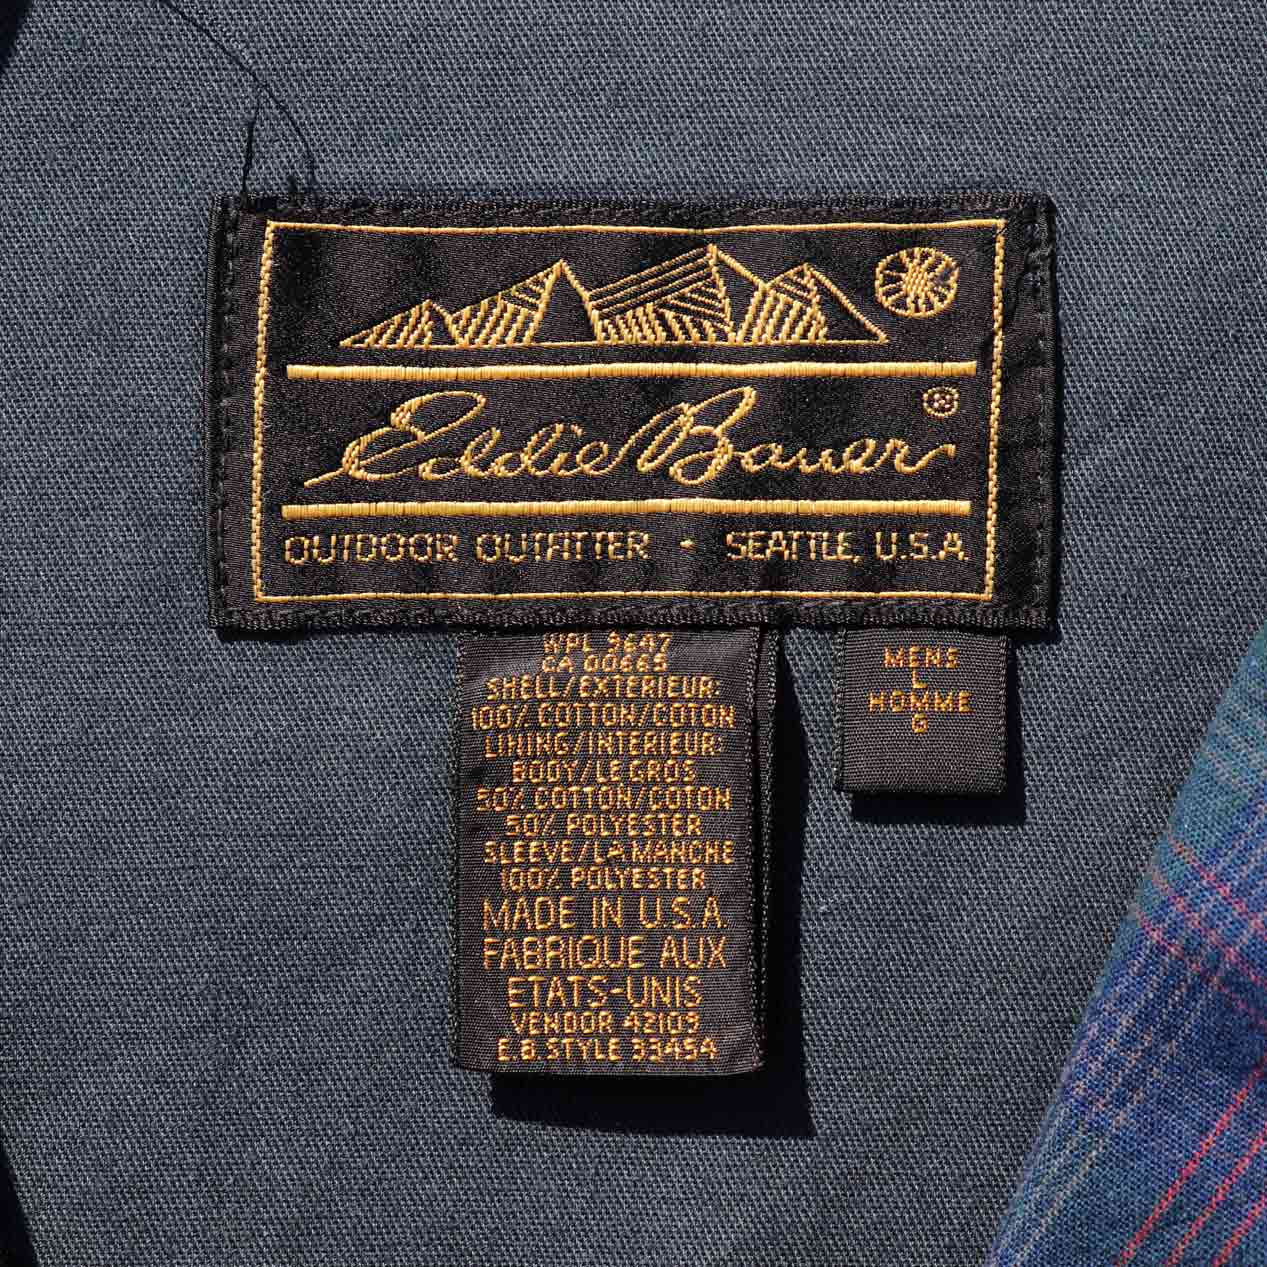 Eddie Bauer ®
OUTDOOR OUTFITTER · SEATTLE, U.S.A.
WPL 3647
CA 00665
SHELL/EXTERIEUR:
100% COTTON/COTON
LINING/INTERIEUR:
BODY/LE GROS
50% COTTON/COTON
50% POLYESTER
SLEEVE/LA MANCHE
100% POLYESTER
MADE IN U.S.A.
FABRIQUE AUX
ETATS-UNIS
VENDOR 42109
E.B. STYLE 33454
MENS
L
HOMME
G